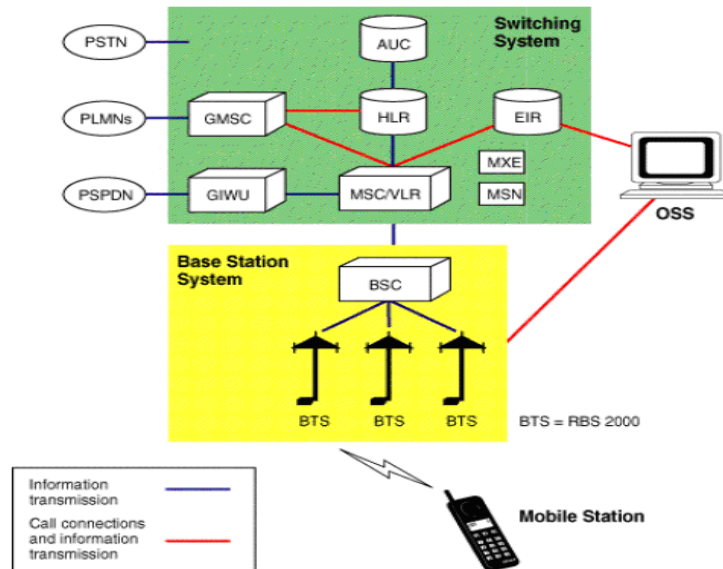 Switching
System
PSTN
AUC
PLMNs
GMSC
HLR
EIR
MXE
PSPDN
GIWU
MSC/VLR
MSN
OSS
Base Station
System
BSC
BTS
BTS
BTS
BTS = RBS 2000
Information
transmission
Call connections
and information
transmission
Mobile Station